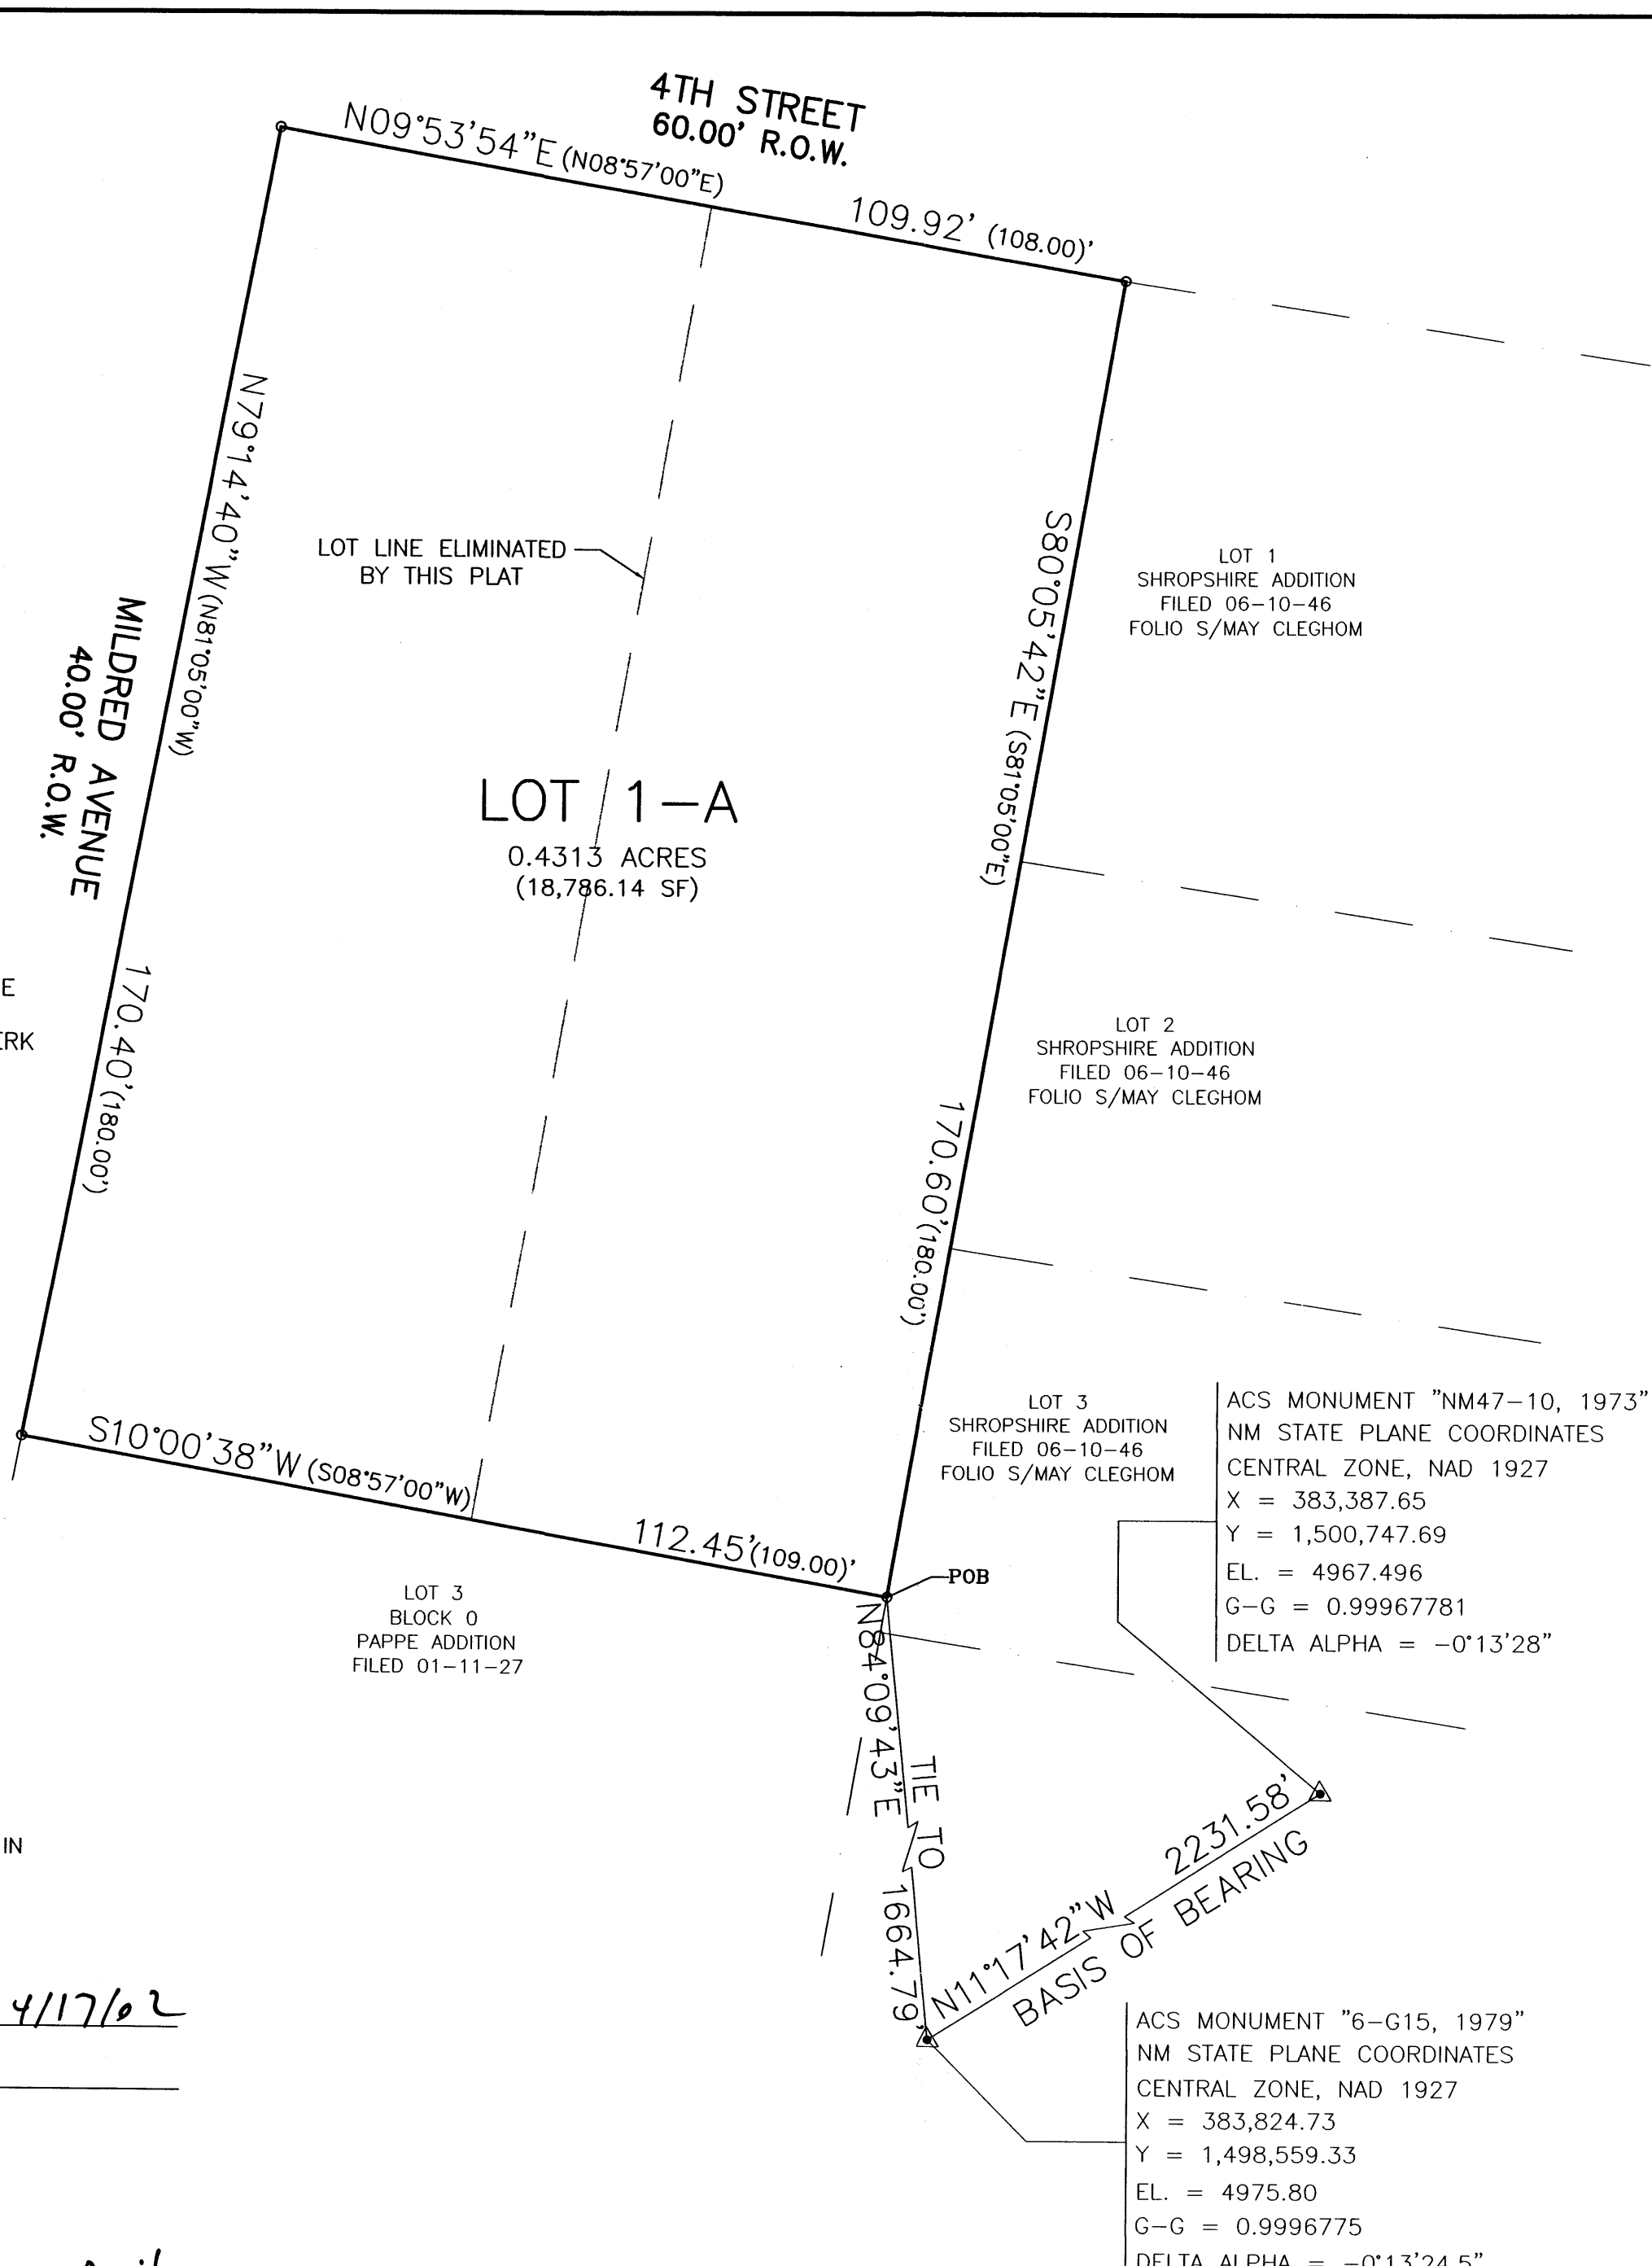 4TH STREET
60.00' R.O.W.
N09°53'54"E (N08°57'00"E)
109.92' (108.00)'
N79°14'40"W (N81°05'00"W)
170.40' (180.00')
MILDRED AVENUE
40.00' R.O.W.
LOT LINE ELIMINATED
BY THIS PLAT
S80°05'42"E (S81°05'00"E)
170.60' (180.00')
LOT 1
SHROPSHIRE ADDITION
FILED 06-10-46
FOLIO S/MAY CLEGHOM
LOT 1-A
0.4313 ACRES
(18,786.14 SF)
E
ERK
LOT 2
SHROPSHIRE ADDITION
FILED 06-10-46
FOLIO S/MAY CLEGHOM
LOT 3
SHROPSHIRE ADDITION
FILED 06-10-46
FOLIO S/MAY CLEGHOM
ACS MONUMENT "NM47-10, 1973"
NM STATE PLANE COORDINATES
CENTRAL ZONE, NAD 1927
X = 383,387.65
Y = 1,500,747.69
EL. = 4967.496
G-G = 0.99967781
DELTA ALPHA = -0°13'28"
S10°00'38"W (S08°57'00"W)
112.45' (109.00)'
POB
LOT 3
BLOCK 0
PAPPE ADDITION
FILED 01-11-27
N84°09'43"E
1664.79'
TIE TO
N11°17'42"W
2231.58'
BASIS OF BEARING
IN
4/17/02
ACS MONUMENT "6-G15, 1979"
NM STATE PLANE COORDINATES
CENTRAL ZONE, NAD 1927
X = 383,824.73
Y = 1,498,559.33
EL. = 4975.80
G-G = 0.9996775
DELTA ALPHA = -0°13'24.5"